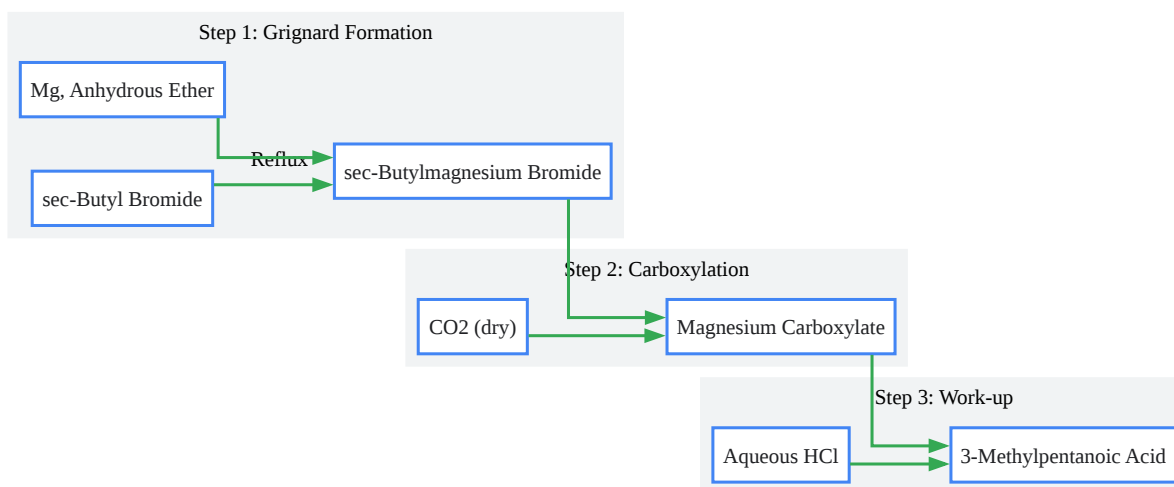 Step 1: Grignard Formation
Mg, Anhydrous Ether
Reflux
sec-Butyl Bromide
sec-Butylmagnesium Bromide
Step 2: Carboxylation
CO2 (dry)
Magnesium Carboxylate
Step 3: Work-up
Aqueous HCl
3-Methylpentanoic Acid